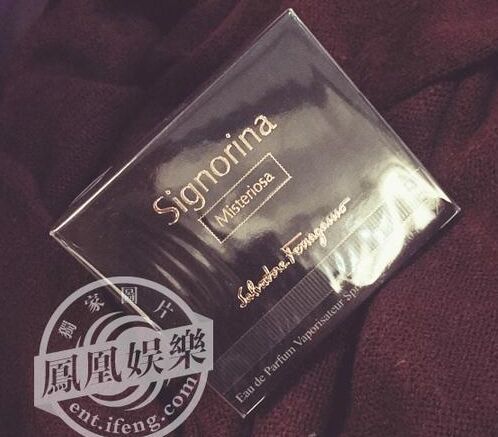 Signorina
Misteriosa
Salvatore Ferragamo
Eau de Parfum Vaporisateur
獨家圖片
鳳凰娛樂
ent.ifeng.com